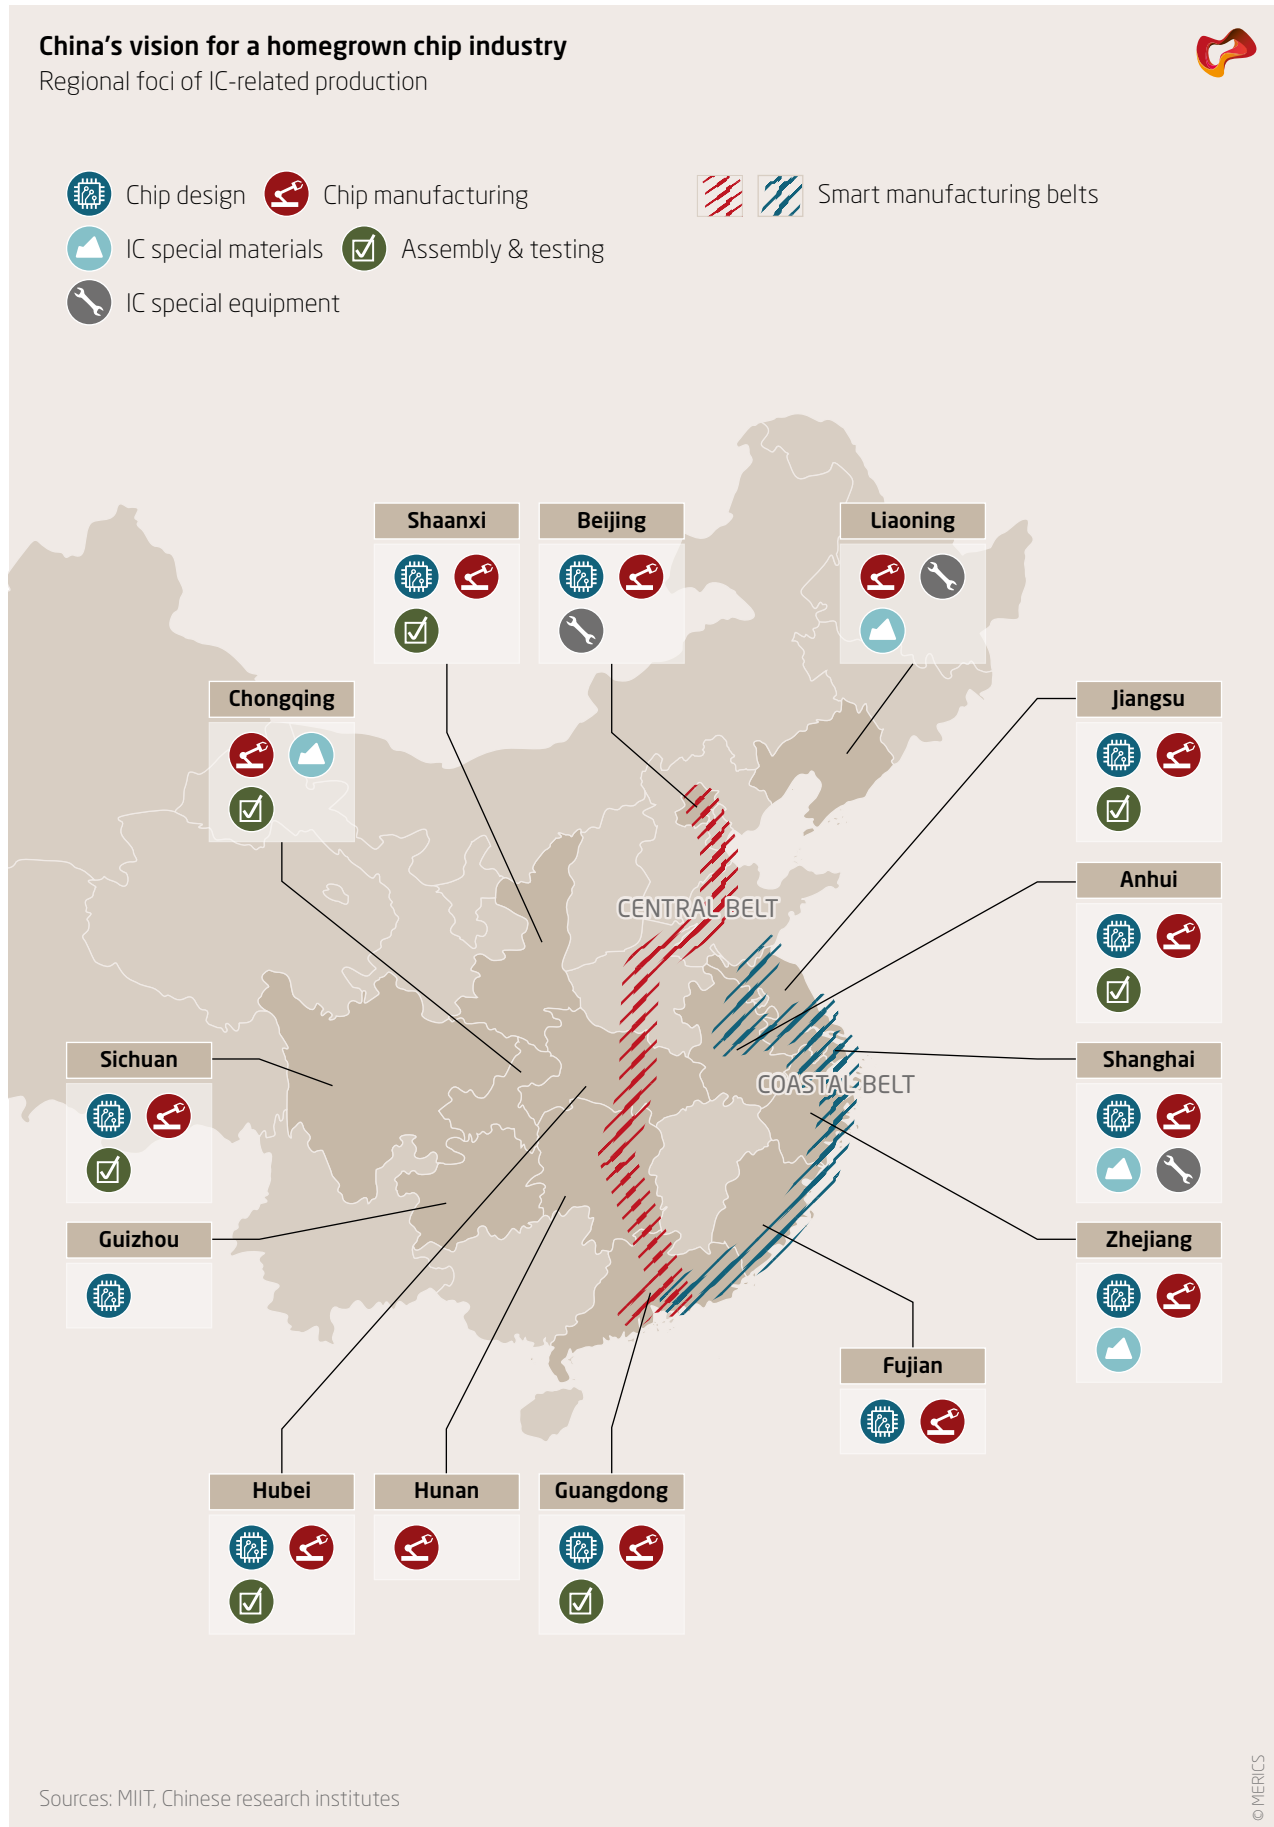 China's vision for a homegrown chip industry
Regional foci of IC-related production
Chip design
Chip manufacturing
Smart manufacturing belts
IC special materials
Assembly & testing
IC special equipment
Shaanxi
Beijing
Liaoning
Chongqing
Jiangsu
Anhui
CENTRAL BELT
Sichuan
Shanghai
COASTAL BELT
Guizhou
Zhejiang
Fujian
Hubei
Hunan
Guangdong
Sources: MIIT, Chinese research institutes
© MERICS